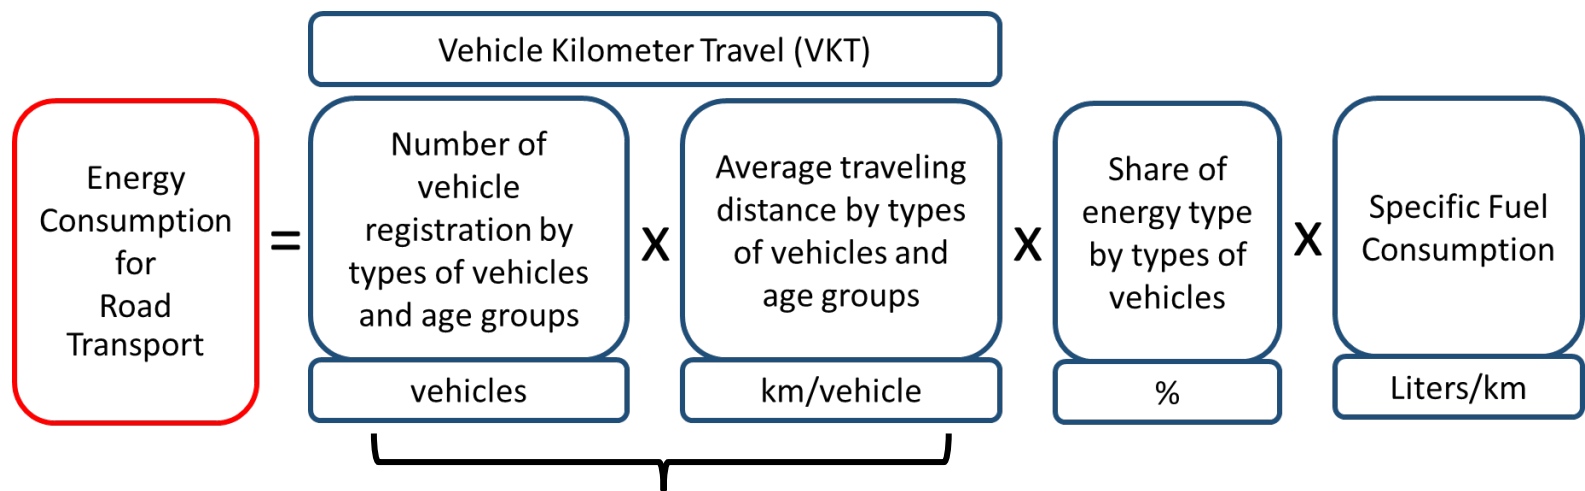 Vehicle Kilometer Travel (VKT)
Energy
Consumption
for
Road
Transport
=
Number of
vehicle
registration by
types of vehicles
and age groups
vehicles
x
Average traveling
distance by types
of vehicles and
age groups
km/vehicle
x
Share of
energy type
by types of
vehicles
%
x
Specific Fuel
Consumption
Liters/km